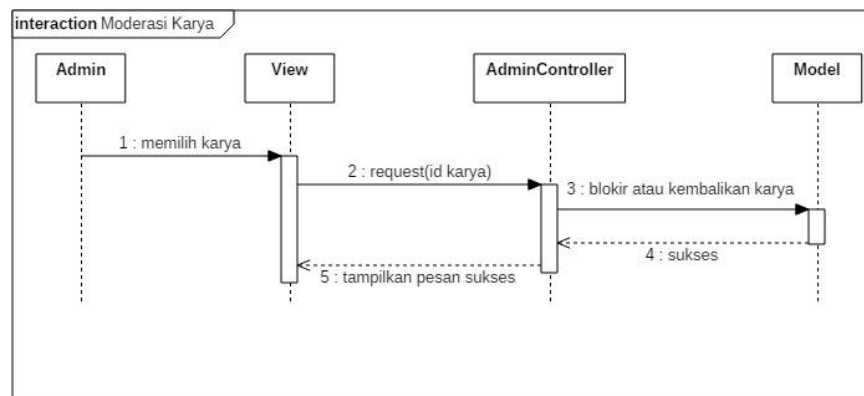 interaction Moderasi Karya
Admin
View
AdminController
Model
1 : memilih karya
2 : request(id karya)
3 : blokir atau kembalikan karya
4 : sukses
5 : tampilkan pesan sukses